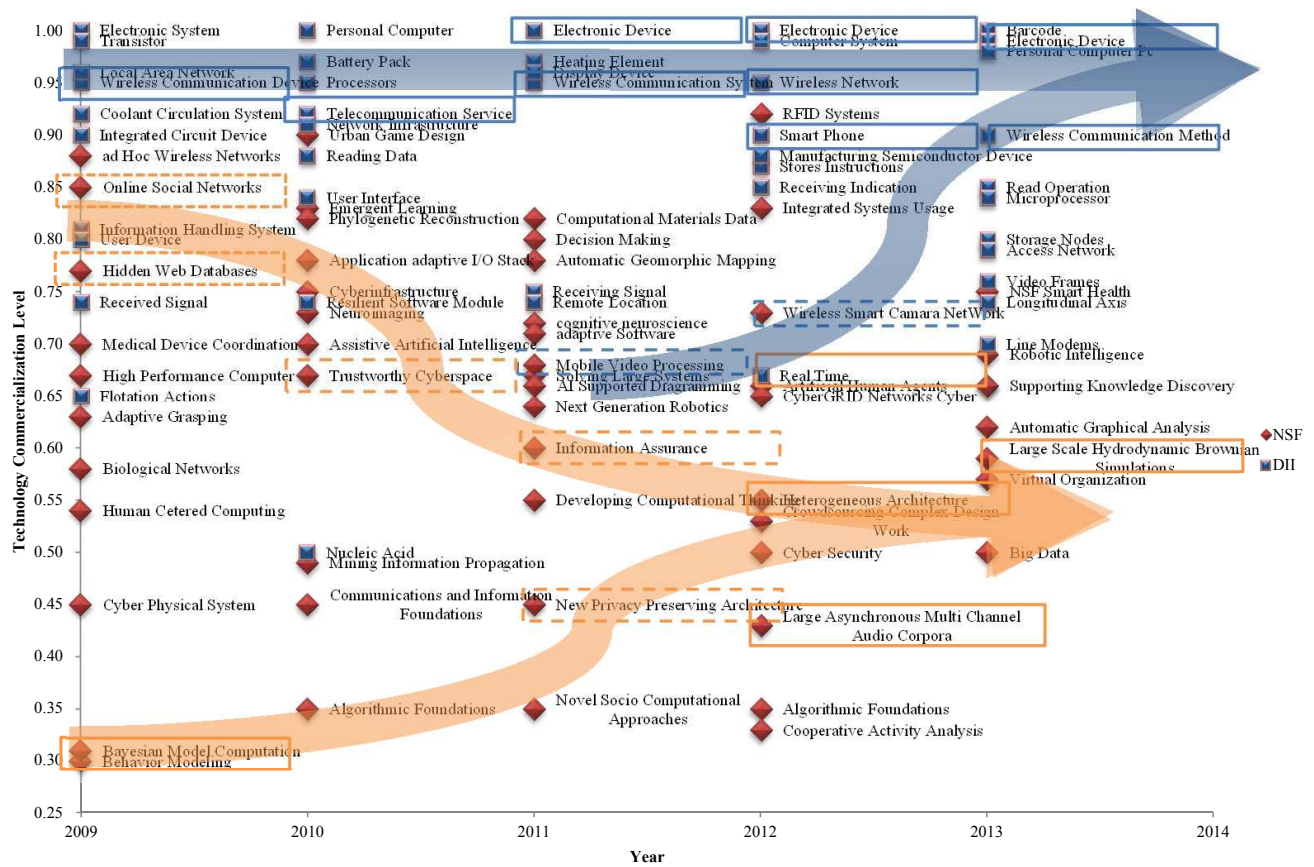 Technology Commercialization Level
1.00
0.95
0.90
0.85
0.80
0.75
0.70
0.65
0.60
0.55
0.50
0.45
0.40
0.35
0.30
0.25
Electronic System
Transistor
Local Area Network
Wireless Communication Device
Coolant Circulation System
Integrated Circuit Device
ad Hoc Wireless Networks
Online Social Networks
Information Handling System
User Device
Hidden Web Databases
Received Signal
Medical Device Coordination
High Performance Computer
Flotation Actions
Adaptive Grasping
Biological Networks
Human Cetered Computing
Cyber Physical System
Bayesian Model Computation
Behavior Modeling
Personal Computer
Battery Pack
Processors
Telecommunication Service
Network Infrastructure
Urban Game Design
Reading Data
User Interface
Emergent Learning
Phylogenetic Reconstruction
Application adaptive I/O Stack
Cyberinfrastructure
Resilient Software Module
Neuroimaging
Assistive Artificial Intelligence
Trustworthy Cyberspace
Nucleic Acid
Mining Information Propagation
Communications and Information
Foundations
Algorithmic Foundations
Electronic Device
Heating Element
Display Device
Wireless Communication System
Computational Materials Data
Decision Making
Automatic Geomorphic Mapping
Receiving Signal
Remote Location
cognitive neuroscience
adaptive Software
Mobile Video Processing
Solving Large Systems
AI Supported Diagramming
Next Generation Robotics
Information Assurance
Developing Computational Thinking
New Privacy Preserving Architecture
Novel Socio Computational
Approaches
Electronic Device
Computer System
Wireless Network
RFID Systems
Smart Phone
Manufacturing Semiconductor Device
Stores Instructions
Receiving Indication
Integrated Systems Usage
Wireless Smart Camara NetWork
Real Time
Artificial Human Agents
CyberGRID Networks Cyber
Heterogeneous Architecture
Crowdsourcing Complex Design
Work
Cyber Security
Large Asynchronous Multi Channel
Audio Corpora
Algorithmic Foundations
Cooperative Activity Analysis
Barcode
Electronic Device
Personal Computer Pc
Wireless Communication Method
Read Operation
Microprocessor
Storage Nodes
Access Network
Video Frames
NSF Smart Health
Longitudinal Axis
Line Modems
Robotic Intelligence
Supporting Knowledge Discovery
Automatic Graphical Analysis
Large Scale Hydrodynamic Brownian
Simulations
Virtual Organization
Big Data
NSF
DII
2009
2010
2011
2012
2013
2014
Year